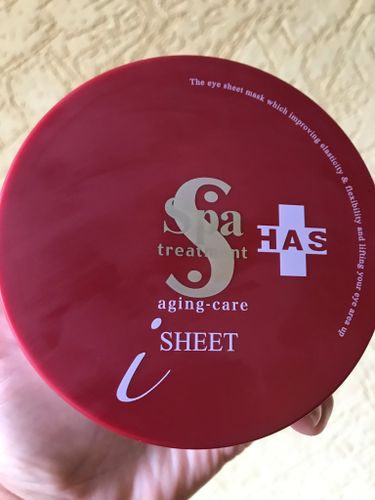 The eye sheet mask which improving elasticity & flexibility and lifting your eye area up
S
Spa
treatment
HAS
aging-care
i SHEET